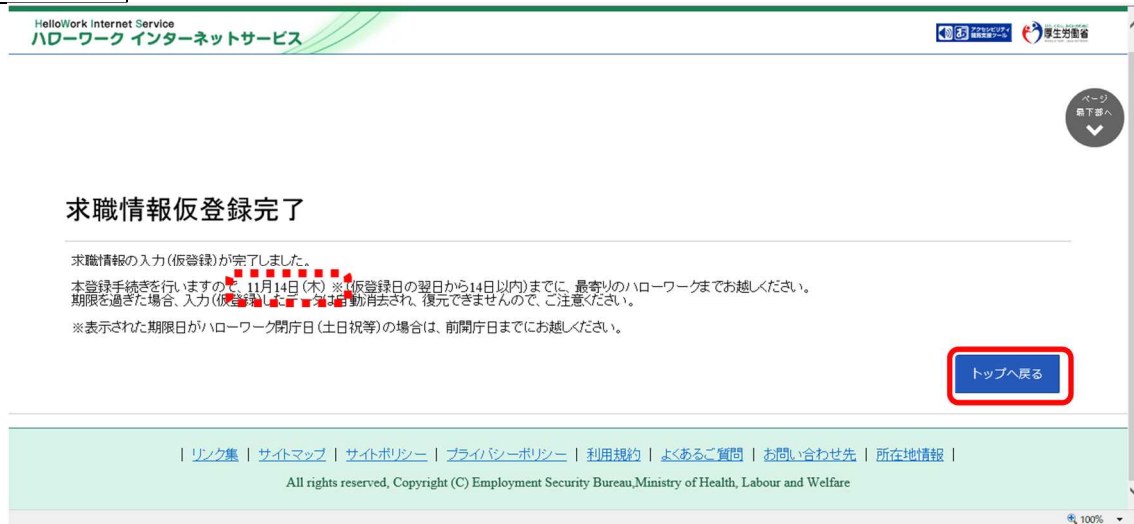 HelloWork Internet Service
ハローワーク インターネットサービス
厚生労働省
ページ
最下部へ
求職情報仮登録完了
求職情報の入力(仮登録)が完了しました。
本登録手続きを行いますので、11月14日(木) ※(仮登録日の翌日から14日以内)までに、最寄りのハローワークまでお越しください。
期限を過ぎた場合、入力(仮登録)したデータは自動消去され、復元できませんので、ご注意ください。
※表示された期限日がハローワーク閉庁日(土日祝等)の場合は、前開庁日までにお越しください。
トップへ戻る
| リンク集 | サイトマップ | サイトポリシー | プライバシーポリシー | 利用規約 | よくあるご質問 | お問い合わせ先 | 所在地情報 |
All rights reserved, Copyright (C) Employment Security Bureau,Ministry of Health, Labour and Welfare
100%